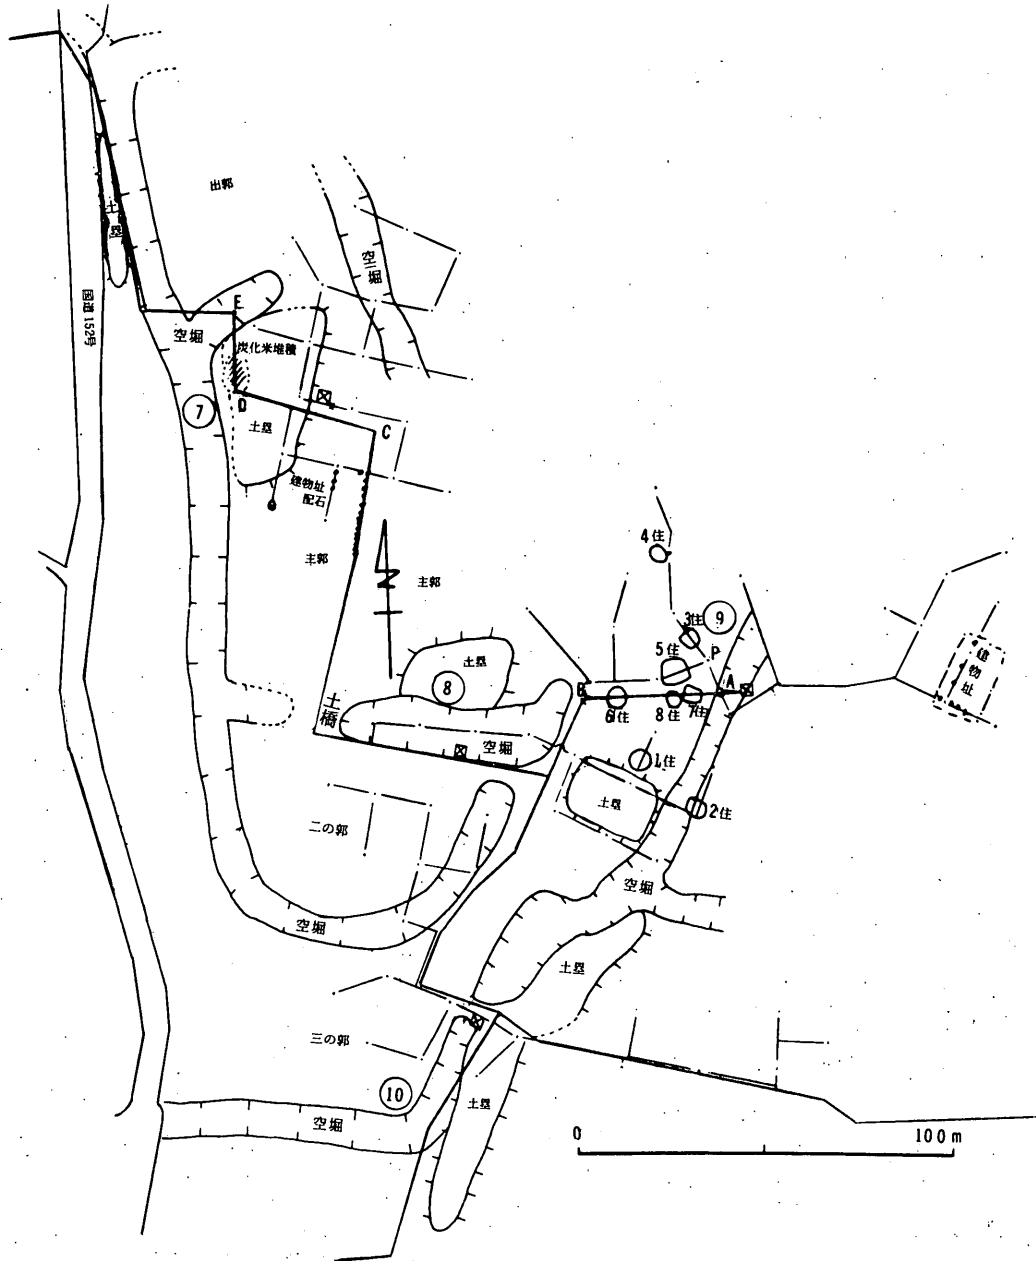 出郭
土塁
空堀
国道152号
E
空堀
炭化米堆積
7
D
土塁
C
建物址
配石
主郭
主郭
4住
3住
9
5住
P
土塁
8
B
A
6住
8住
7住
建物址
土橋
空堀
1住
土塁
2住
二の郭
空堀
空堀
土塁
三の郭
10
土塁
空堀
0
100m